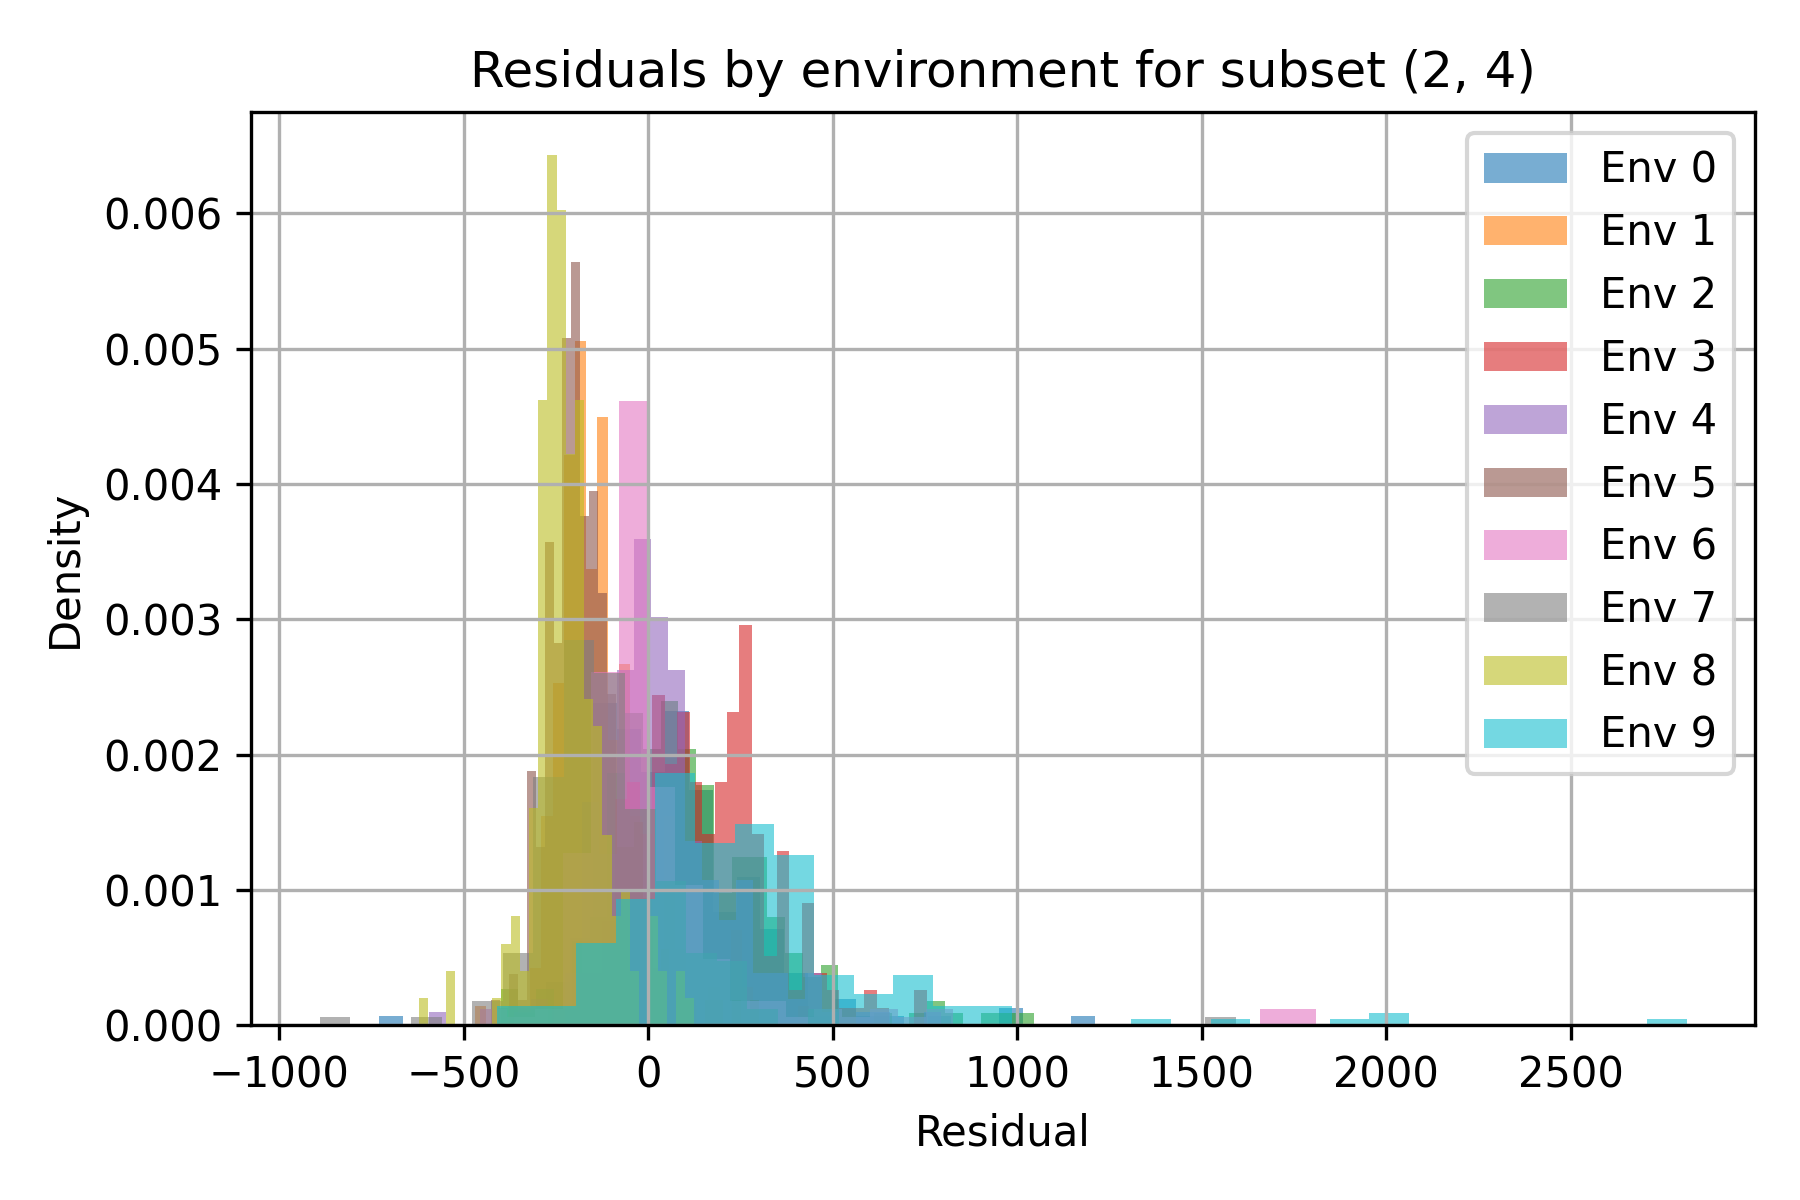 Residuals by environment for subset (2, 4)
Env 0
Env 1
Env 2
Env 3
Env 4
Env 5
Env 6
Env 7
Env 8
Env 9
0.006
0.005
0.004
0.003
0.002
0.001
0.000
Density
−1000 −500 0 500 1000 1500 2000 2500
Residual